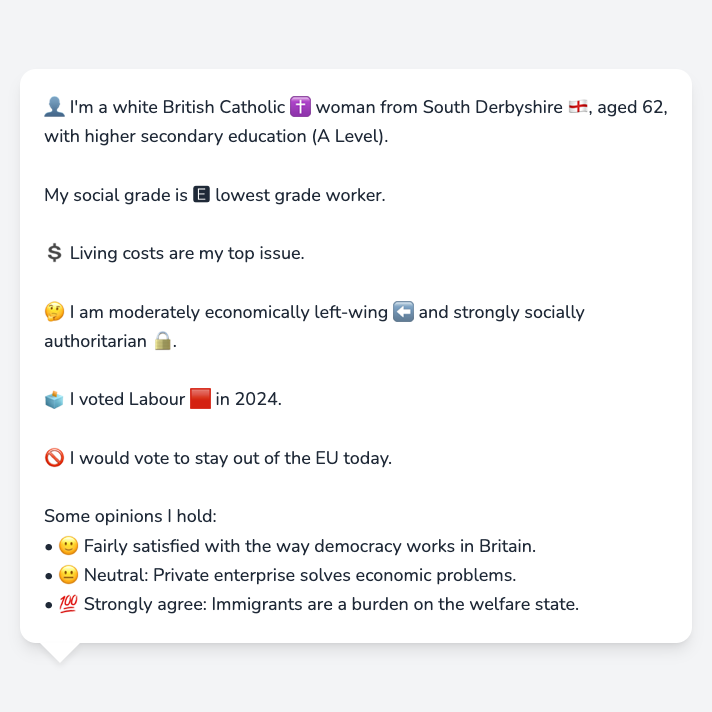 👤 I'm a white British Catholic ✝️ woman from South Derbyshire 🏴󠁧󠁢󠁥󠁮󠁧󠁿, aged 62,
with higher secondary education (A Level).
My social grade is 🅴 lowest grade worker.
💲 Living costs are my top issue.
🤔 I am moderately economically left-wing ⬅️ and strongly socially
authoritarian 🔒.
🗳️ I voted Labour 🟥 in 2024.
🚫 I would vote to stay out of the EU today.
Some opinions I hold:
• 🙂 Fairly satisfied with the way democracy works in Britain.
• 😐 Neutral: Private enterprise solves economic problems.
• 💯 Strongly agree: Immigrants are a burden on the welfare state.